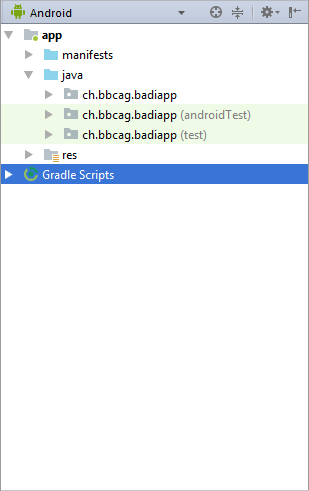 Android
app
manifests
java
ch.bbcag.badiapp
ch.bbcag.badiapp (androidTest)
ch.bbcag.badiapp (test)
res
Gradle Scripts